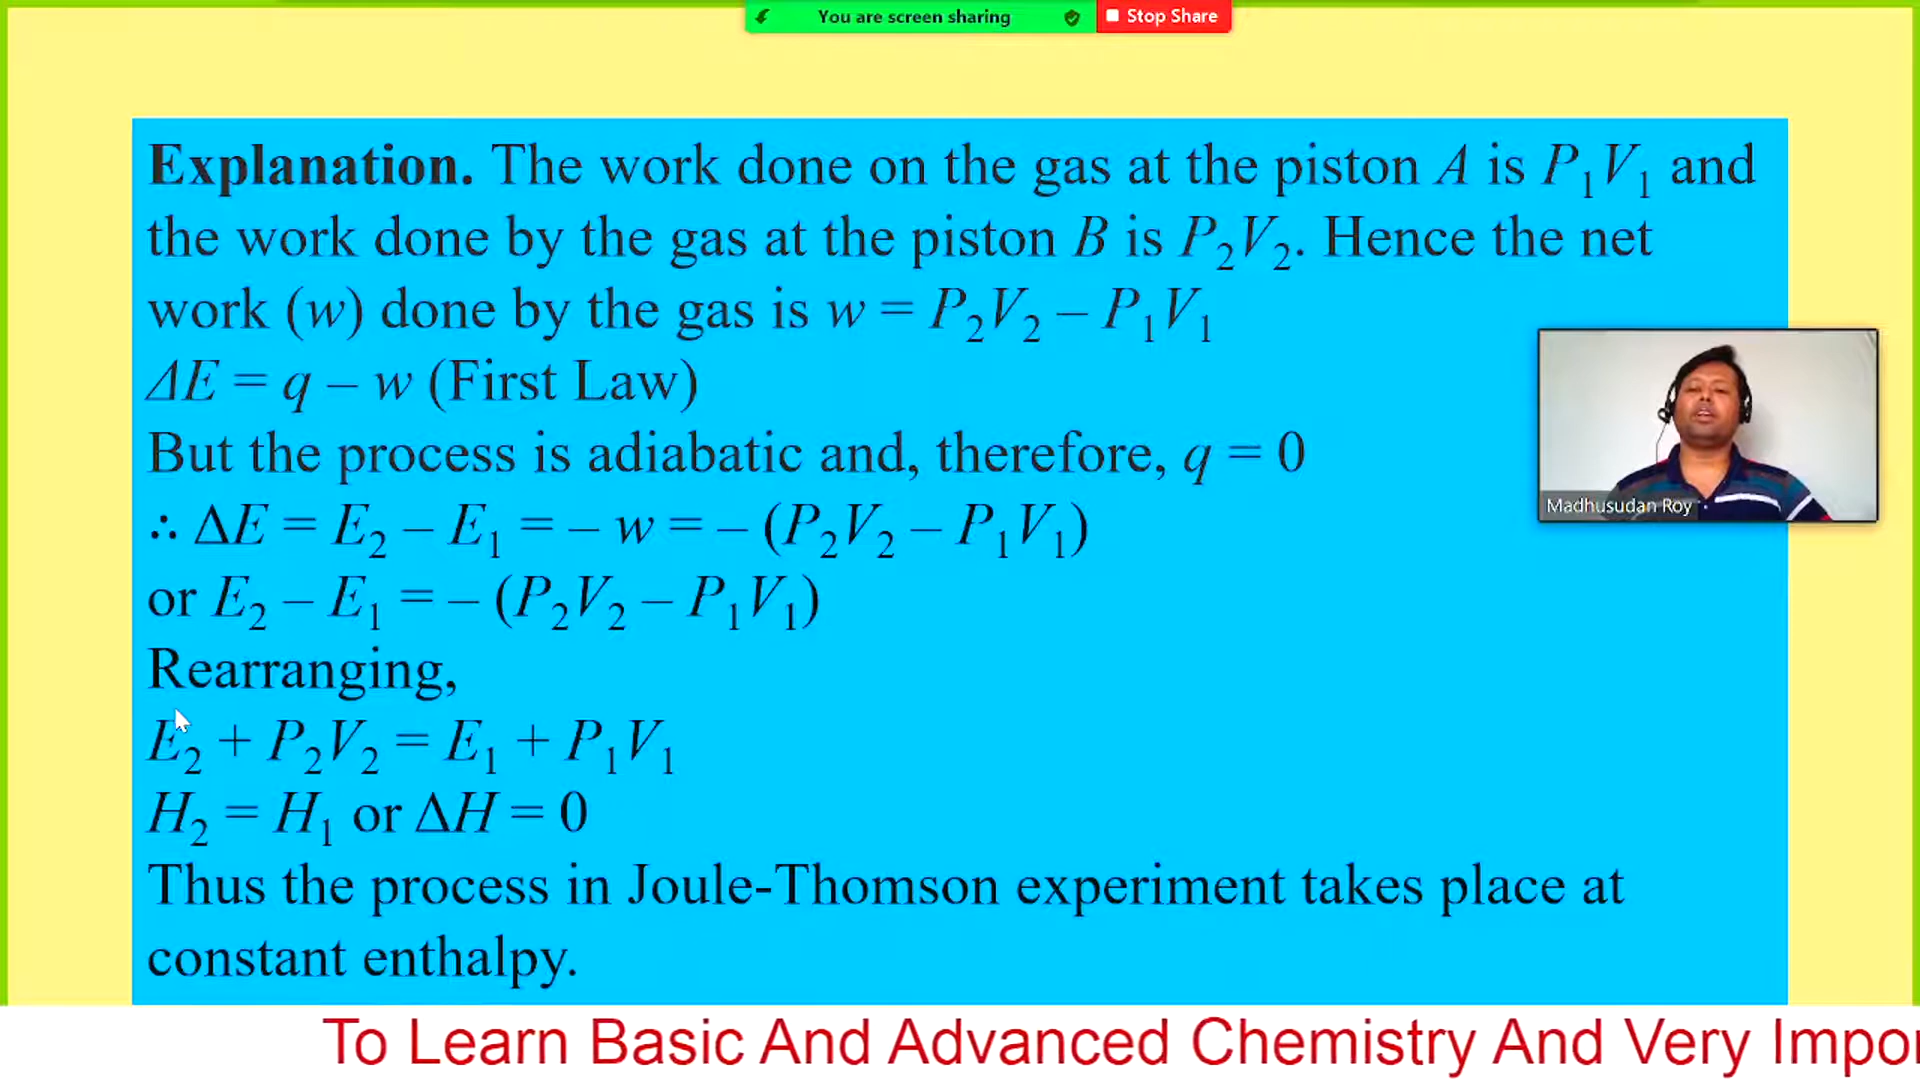 You are screen sharing
Stop Share
Explanation. The work done on the gas at the piston A is P₁V₁ and
the work done by the gas at the piston B is P₂V₂. Hence the net
work (w) done by the gas is w = P₂V₂ – P₁V₁
ΔE = q – w (First Law)
But the process is adiabatic and, therefore, q = 0
∴ ΔE = E₂ – E₁ = – w = – (P₂V₂ – P₁V₁)
or E₂ – E₁ = – (P₂V₂ – P₁V₁)
Rearranging,
E₂ + P₂V₂ = E₁ + P₁V₁
H₂ = H₁ or ΔH = 0
Thus the process in Joule-Thomson experiment takes place at
constant enthalpy.
Madhusudan Roy
To Learn Basic And Advanced Chemistry And Very Impo